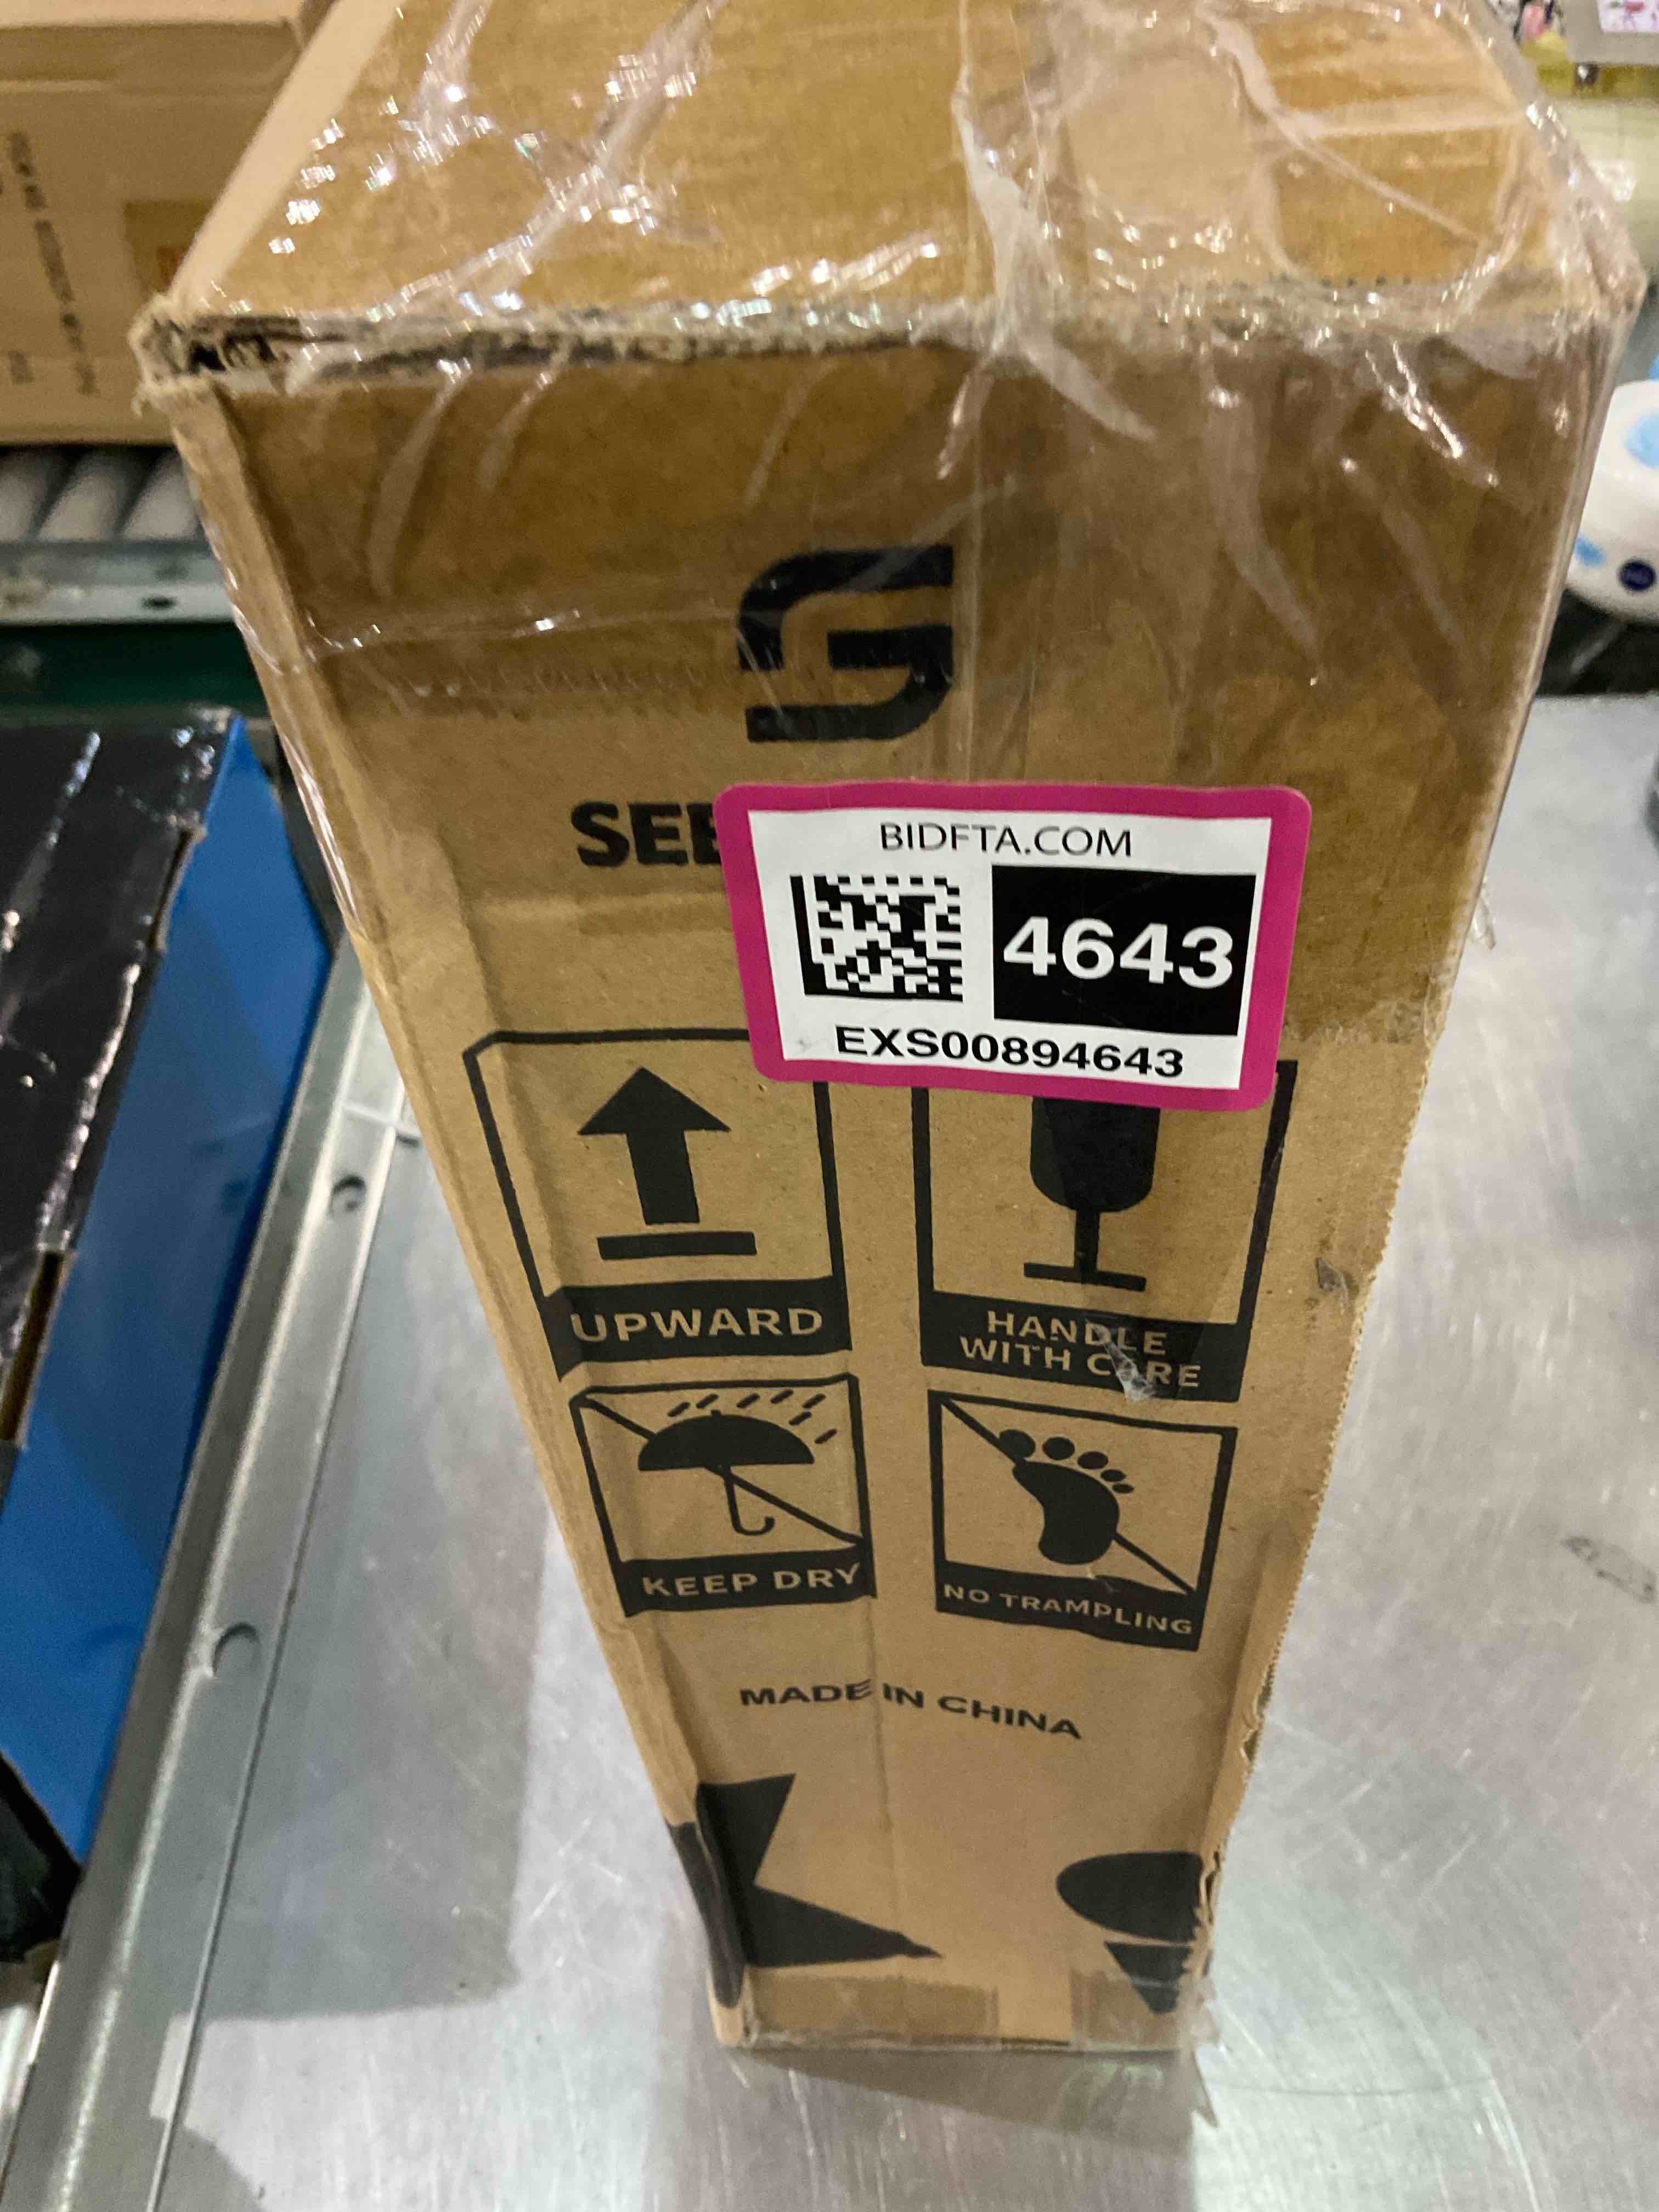 SEE
BIDFTA.COM
4643
EXS00894643
UPWARD
HANDLE
WITH CARE
KEEP DRY
NO TRAMPLING
MADE IN CHINA